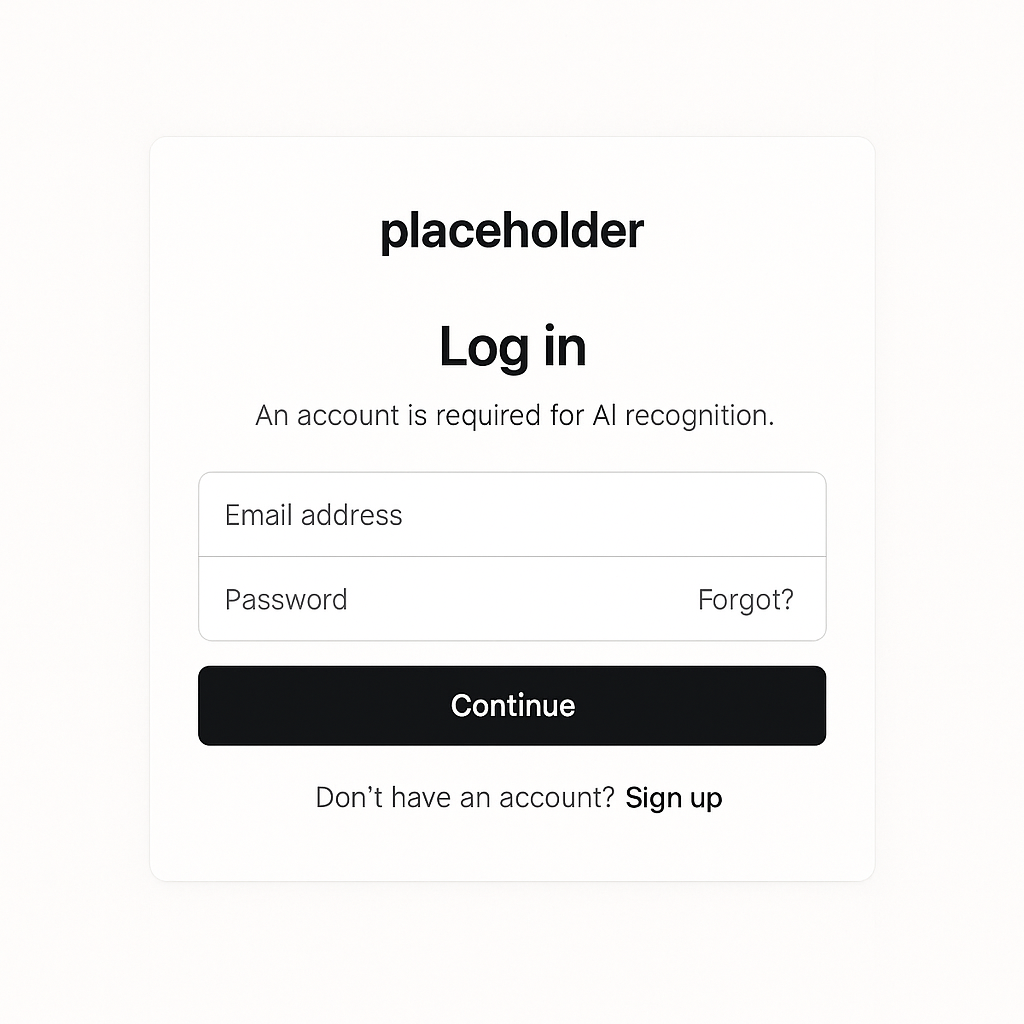 placeholder
Log in
An account is required for AI recognition.
Email address
Password Forgot?
Continue
Don’t have an account? Sign up